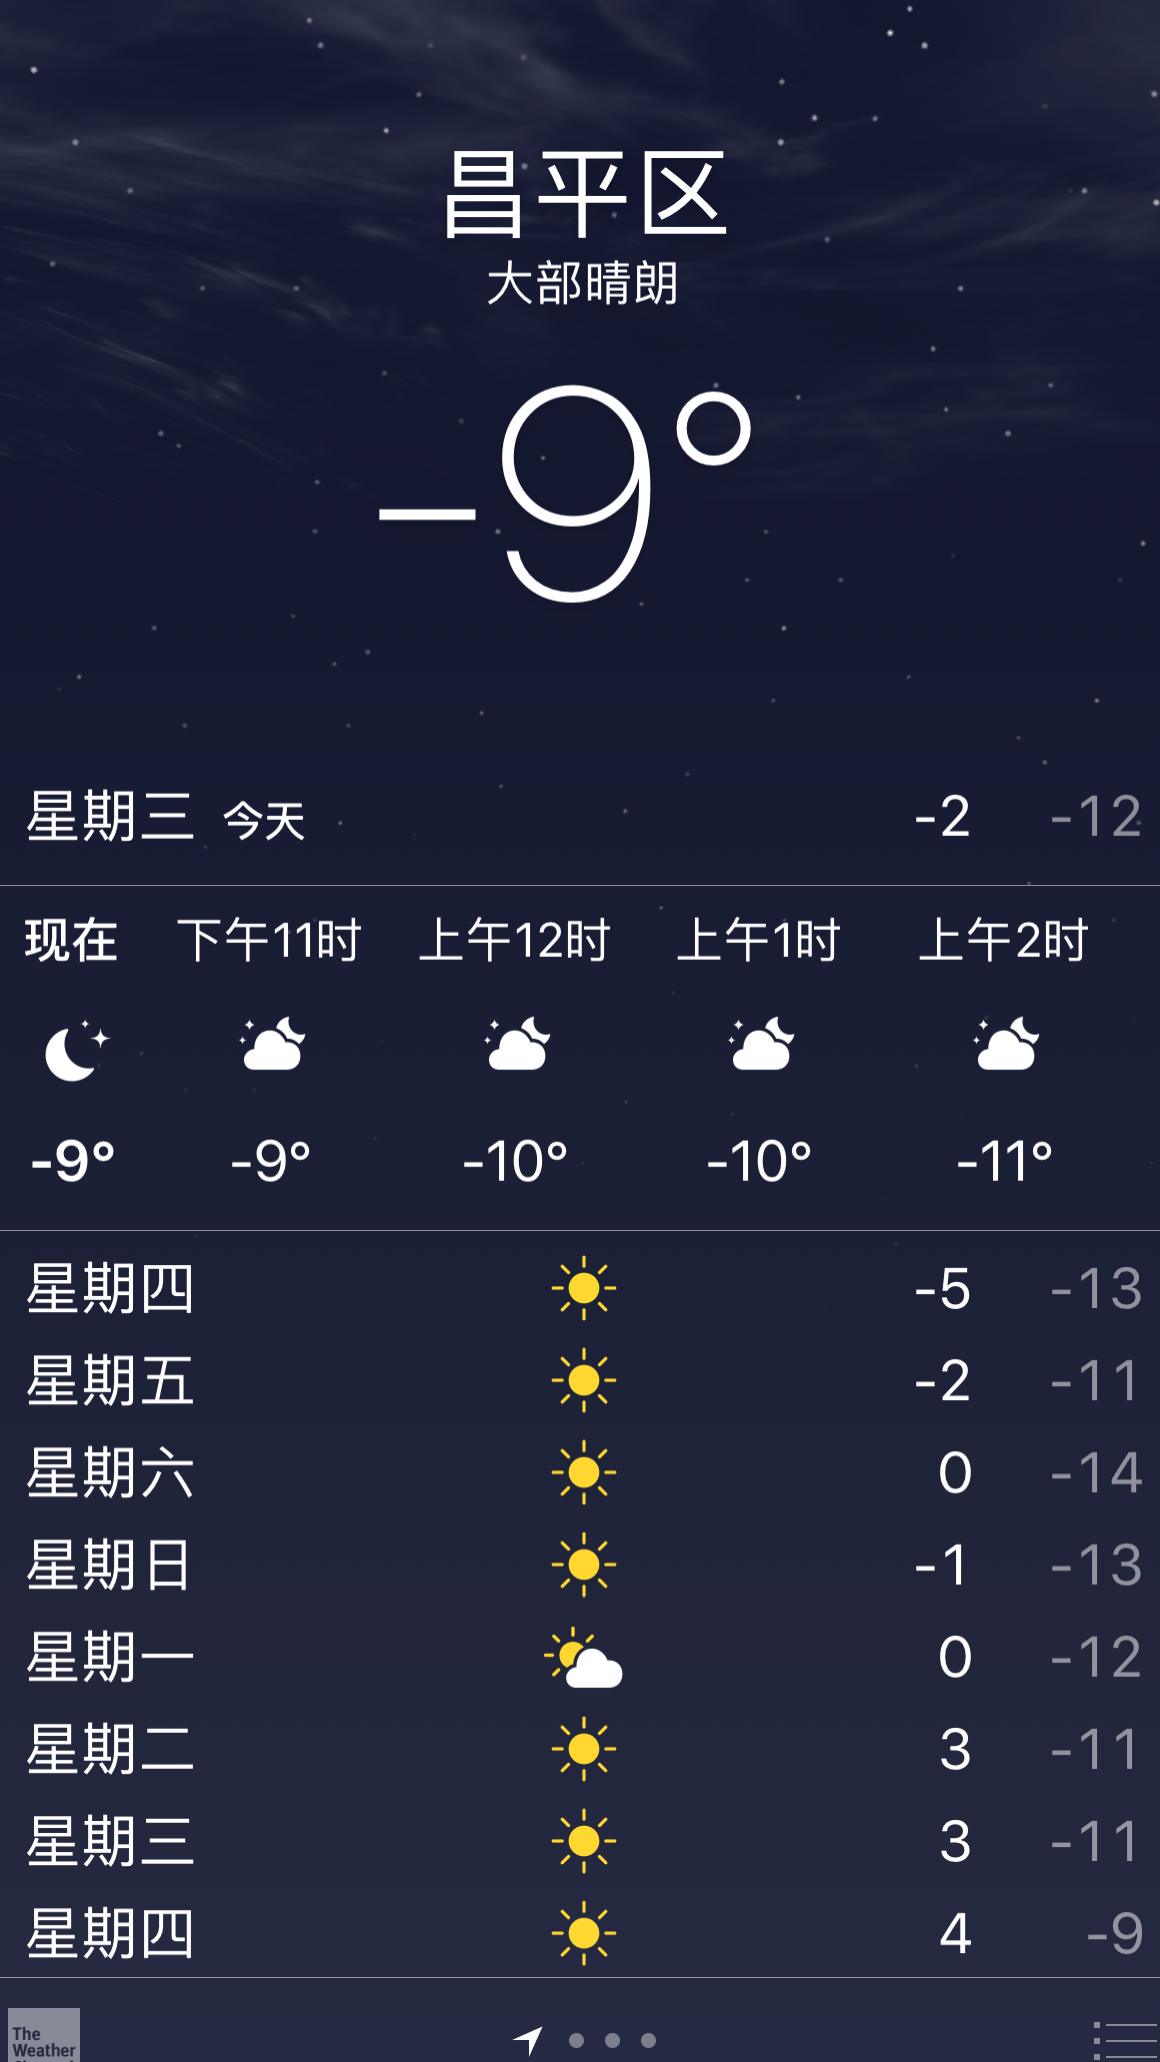 昌平区
大部晴朗
-9°
星期三 今天 -2 -12
现在 下午11时 上午12时 上午1时 上午2时
-9° -9° -10° -10° -11°
星期四 -5 -13
星期五 -2 -11
星期六 0 -14
星期日 -1 -13
星期一 0 -12
星期二 3 -11
星期三 3 -11
星期四 4 -9
The
Weather